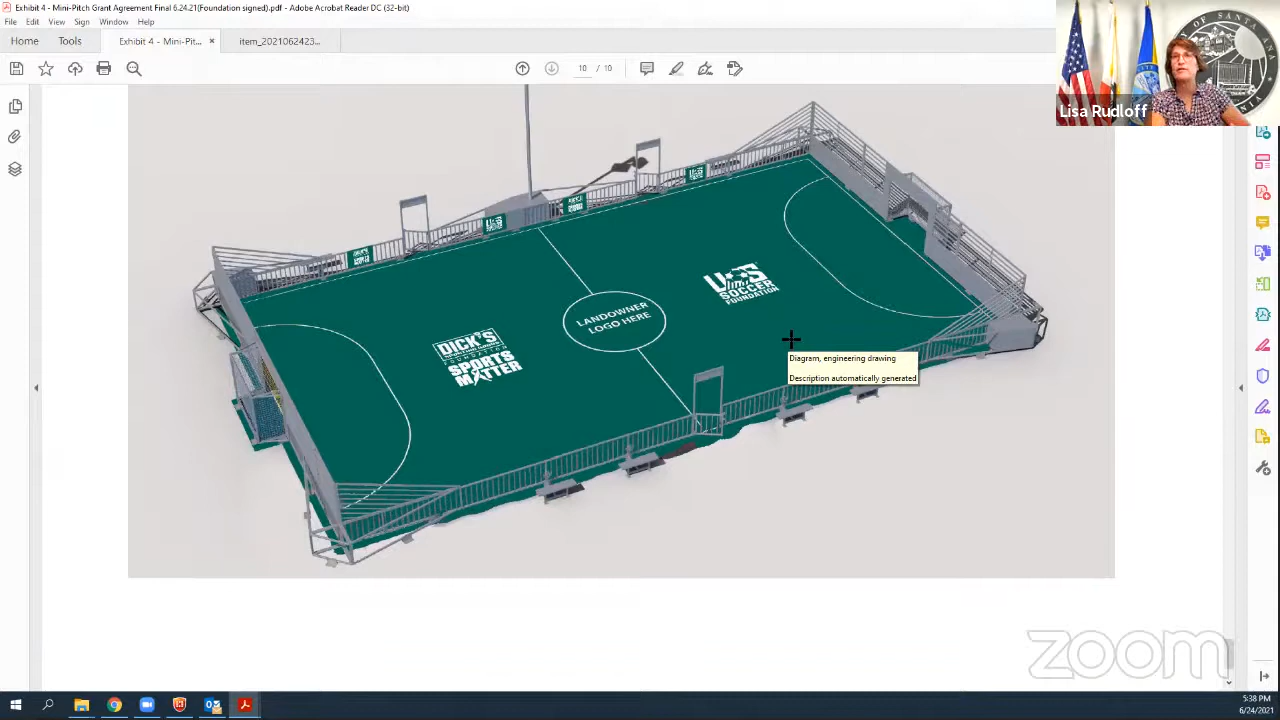 Exhibit 4 - Mini-Pitch Grant Agreement Final 6.24.21(Foundation signed).pdf - Adobe Acrobat Reader DC (32-bit)
File Edit View Sign Window Help
Home Tools Exhibit 4 - Mini-Pit... × item_2021062423...
10 / 10
Lisa Rudloff
U.S.
SOCCER
FOUNDATION
LANDOWNER
LOGO HERE
DICK'S
FOUNDATION
SPORTS
MATTER
Diagram, engineering drawing
Description automatically generated
zoom
5:38 PM
6/24/2021